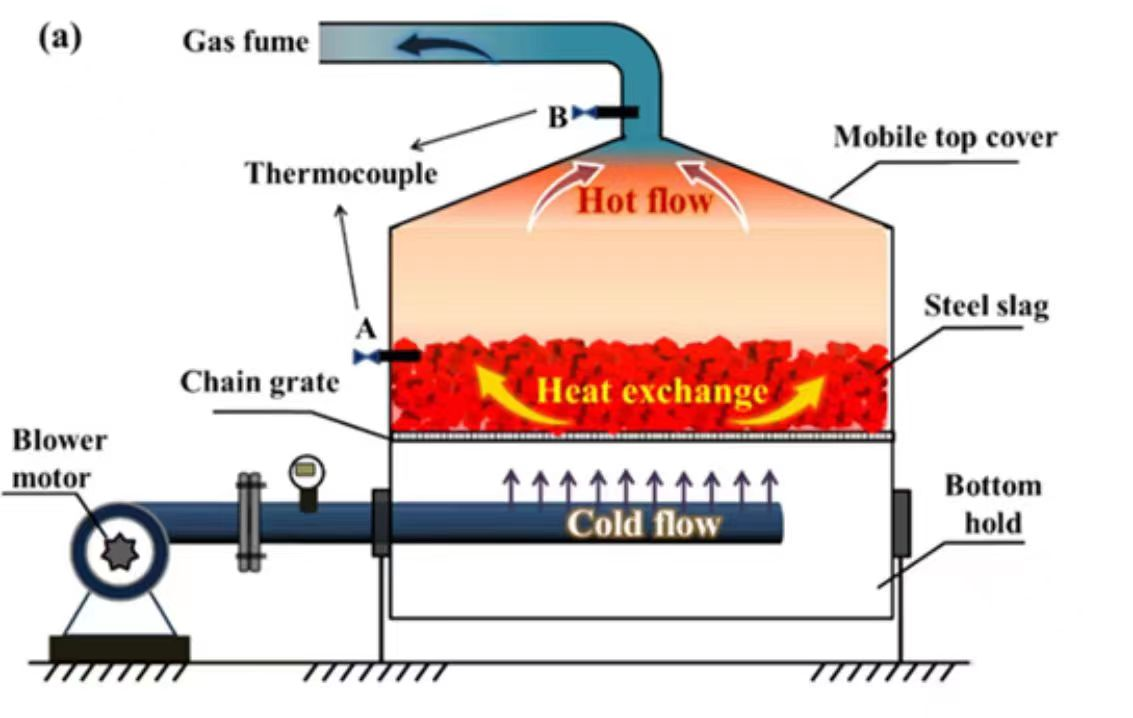 (a)
Gas fume
B
Mobile top cover
Thermocouple
Hot flow
Steel slag
A
Chain grate
Heat exchange
Blower
motor
Bottom
hold
Cold flow